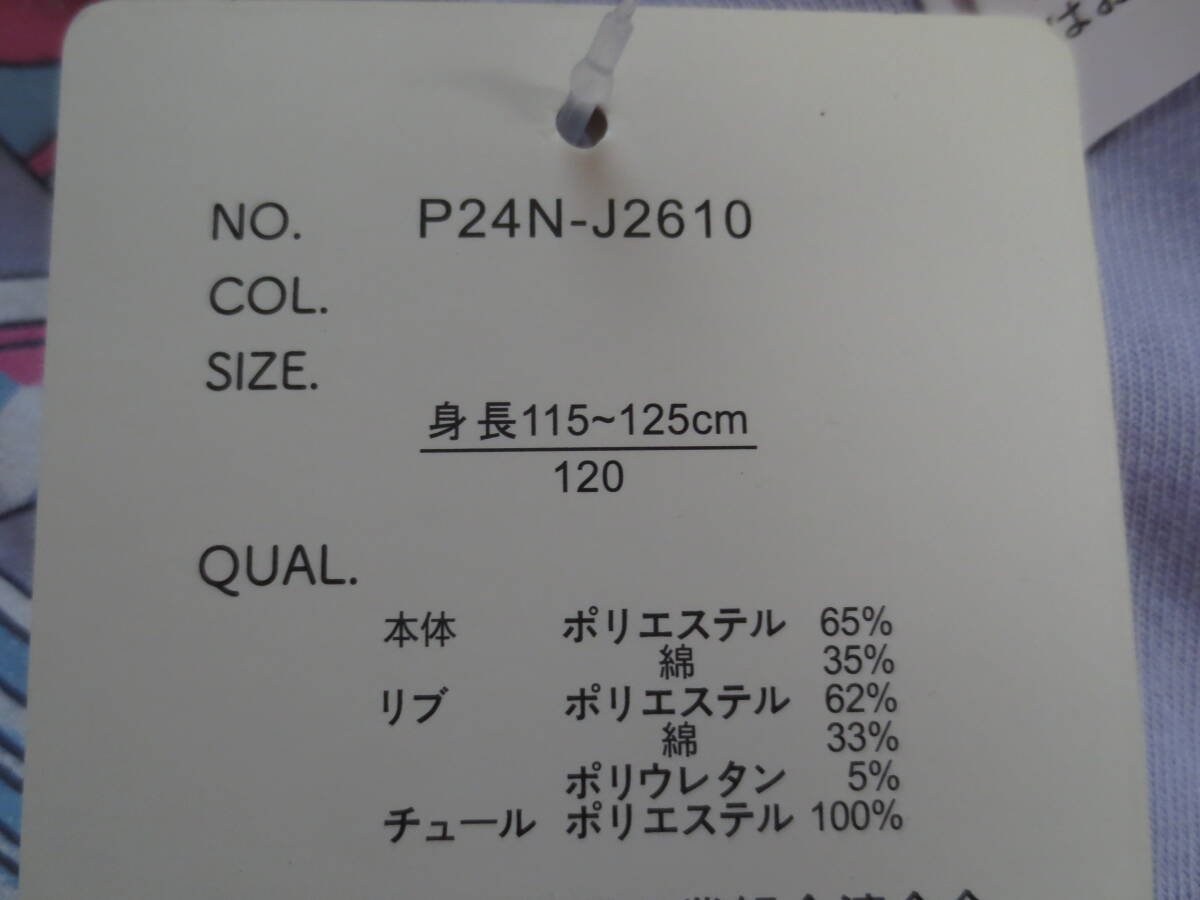 NO. P24N-J2610
COL.
SIZE.
身長115~125cm
120
QUAL.
本体 ポリエステル 65%
綿 35%
リブ ポリエステル 62%
綿 33%
ポリウレタン 5%
チュール ポリエステル 100%